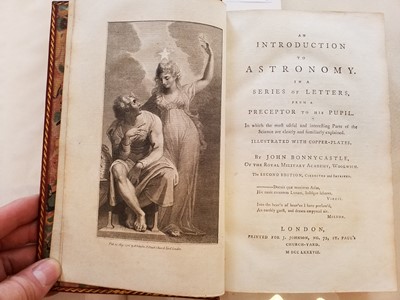 AN
INTRODUCTION
TO
ASTRONOMY.
IN A
SERIES OF LETTERS,
FROM A
PRECEPTOR TO HIS PUPIL.
In which the most useful and interesting Parts of the
Science are clearly and familiarly explained.
ILLUSTRATED WITH COPPER-PLATES.
By JOHN BONNYCASTLE,
OF THE ROYAL MILITARY ACADEMY, WOOLWICH.
The SECOND EDITION, CORRECTED AND IMPROVED.
VIRGIL.
MILTON.
LONDON,
PRINTED FOR J. JOHNSON, NO. 72, ST. PAUL'S
CHURCH-YARD.
M DCC LXXXVII.